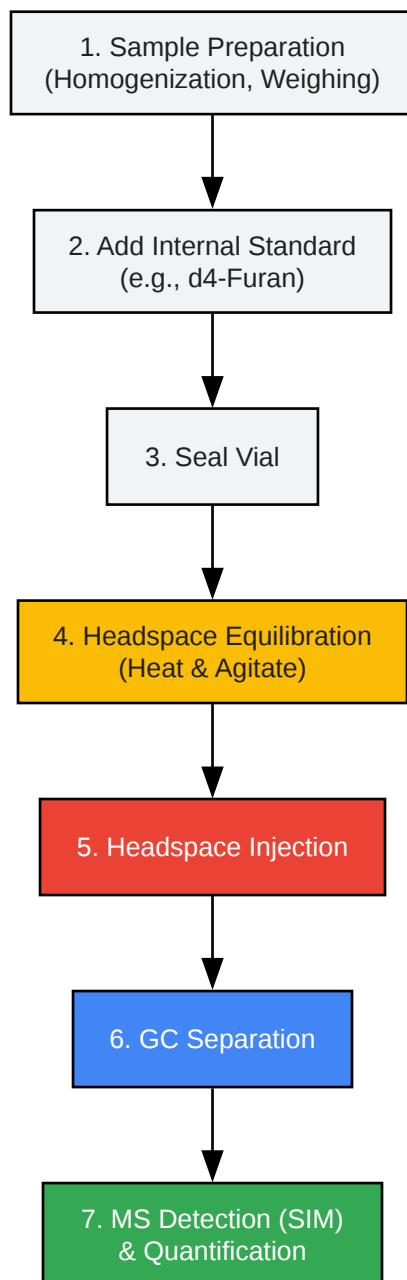 1. Sample Preparation
(Homogenization, Weighing)
2. Add Internal Standard
(e.g., d4-Furan)
3. Seal Vial
4. Headspace Equilibration
(Heat & Agitate)
5. Headspace Injection
6. GC Separation
7. MS Detection (SIM)
& Quantification